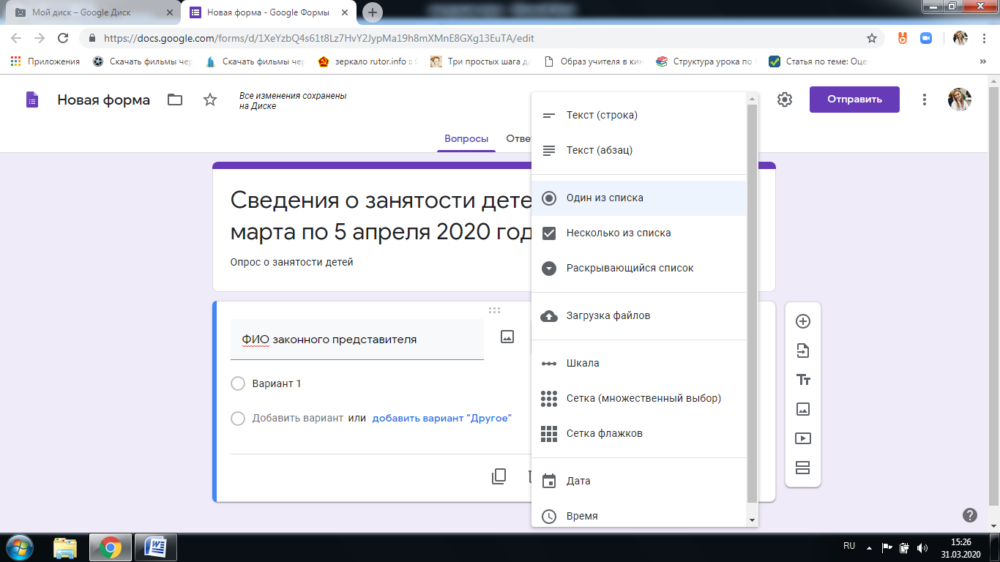 Мой диск – Google Диск
Новая форма - Google Формы
https://docs.google.com/forms/d/1XeYzbQ4s61t8Lz7HvY2JypMa19h8mXMnE8GXg13EuTA/edit
Приложения
Скачать фильмы чер
Скачать фильмы чер
зеркало rutor.info ::
Три простых шага д
Образ учителя в кин
Структура урока по
Статья по теме: Оце
»
Новая форма
Все изменения сохранены
на Диске
Отправить
Вопросы
Отве
Сведения о занятости дете
марта по 5 апреля 2020 год
Опрос о занятости детей
ФИО законного представителя
Вариант 1
Добавить вариант или добавить вариант "Другое"
Текст (строка)
Текст (абзац)
Один из списка
Несколько из списка
Раскрывающийся список
Загрузка файлов
Шкала
Сетка (множественный выбор)
Сетка флажков
Дата
Время
Tт
?
RU
15:26
31.03.2020